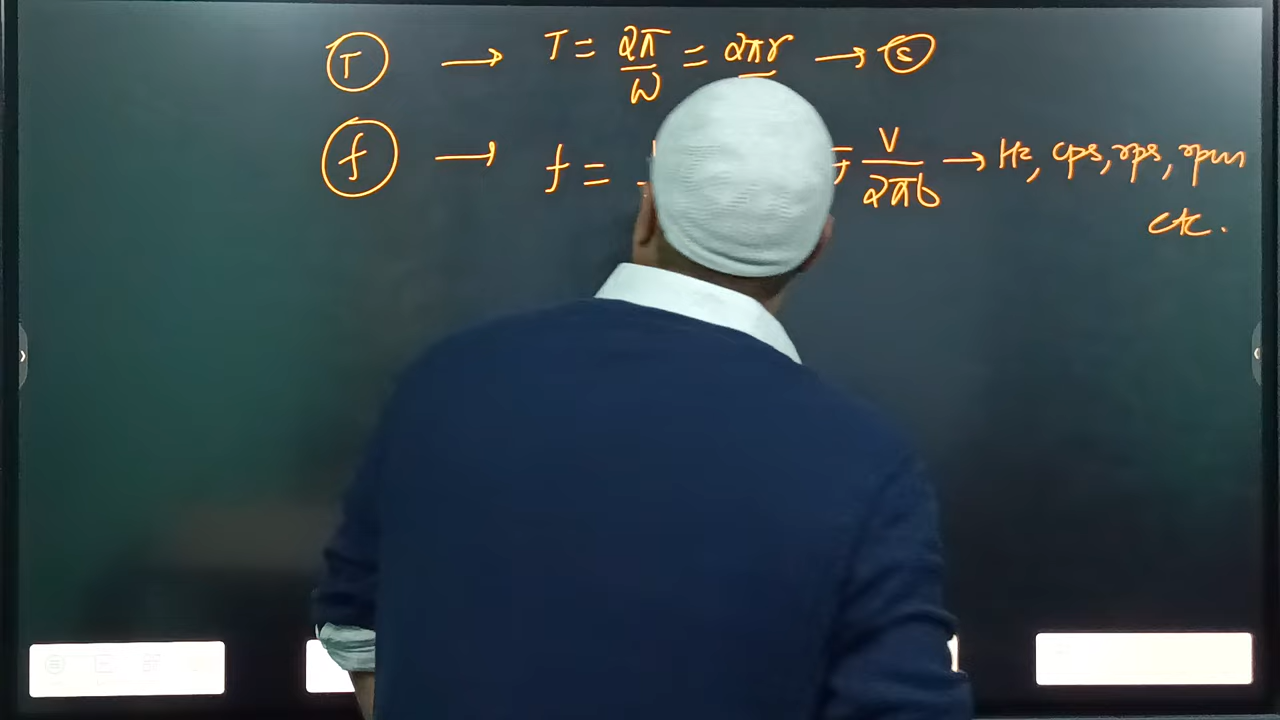 T → T = 2π/ω = 2πr → s
f → f = = v/2πr → Hz, cps, rps, rpm
etc.